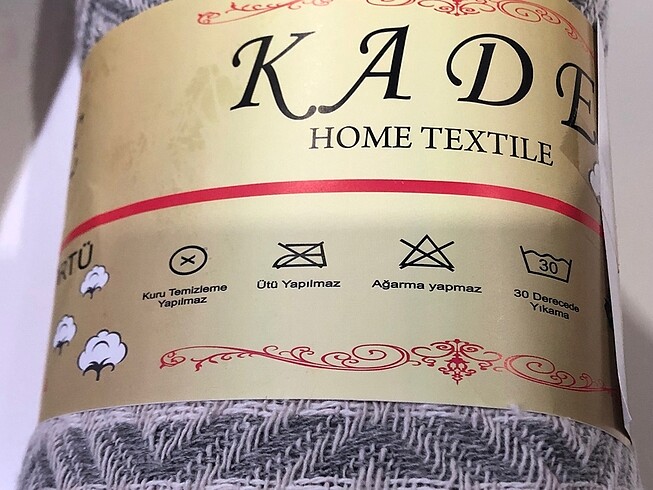 KADE
HOME TEXTILE
RTÜ
Kuru Temizleme
Yapılmaz
Ütü Yapılmaz
Ağarma yapmaz
30
30 Derecede
Yıkama